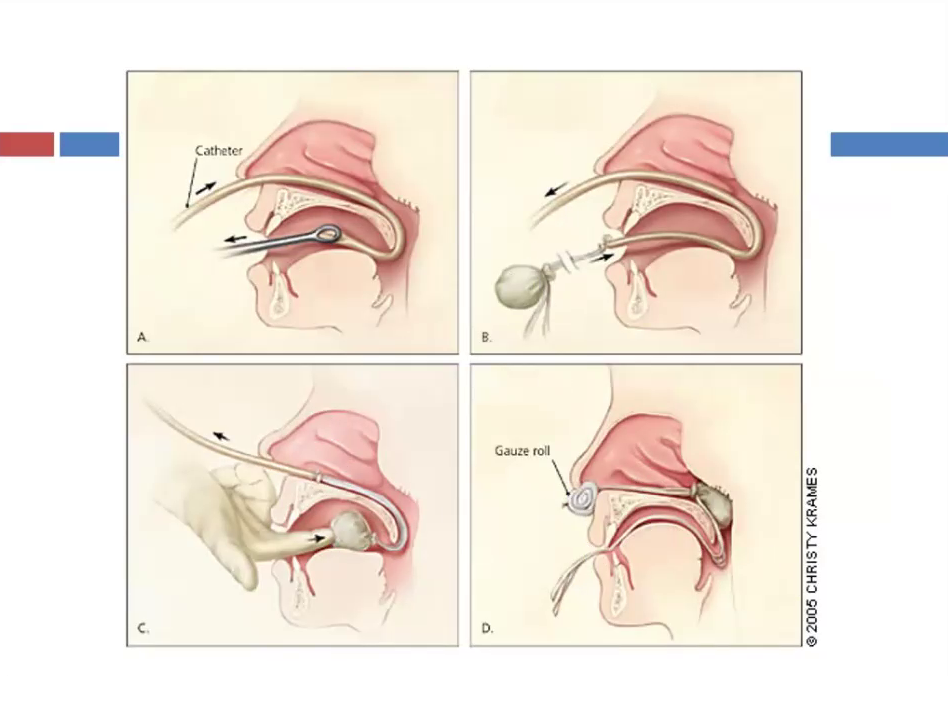 Catheter
A.
B.
C.
Gauze roll
D.
© 2005 CHRISTY KRAMES